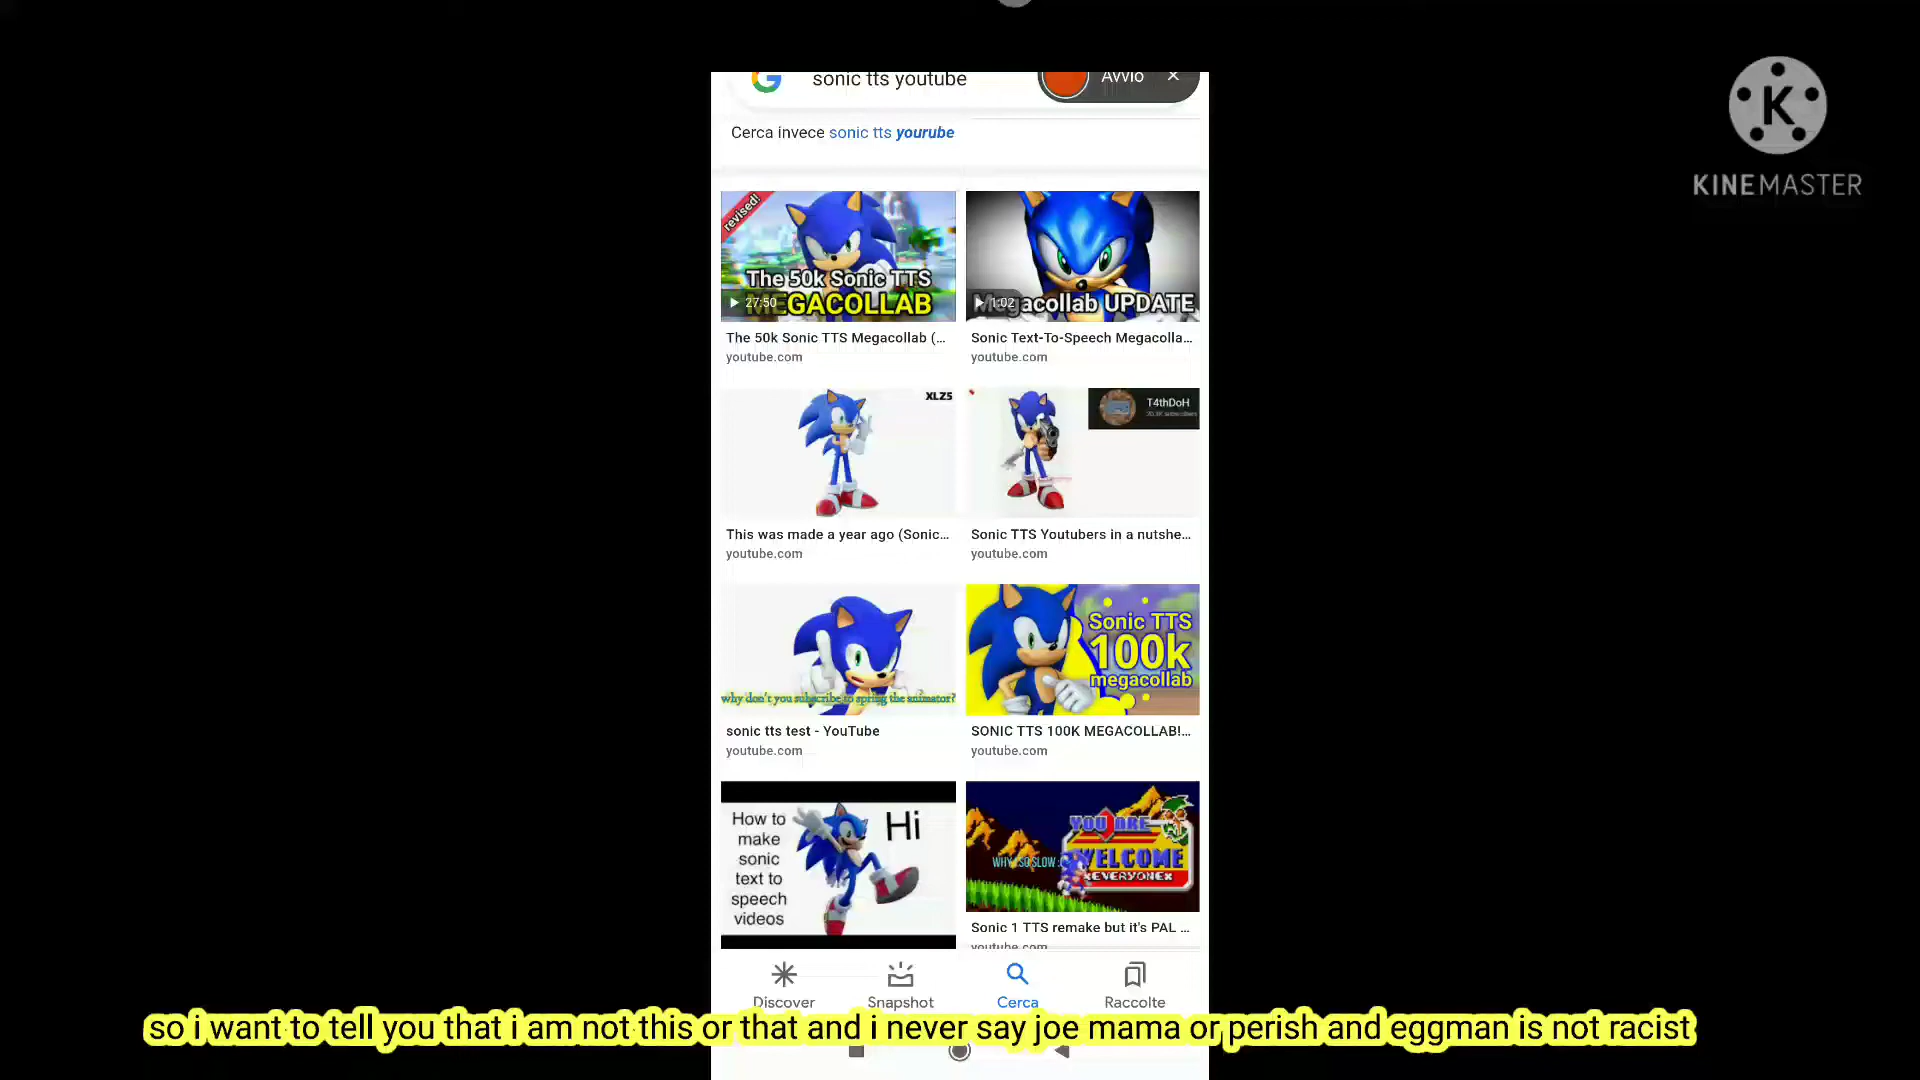 sonic tts youtube
Avvio
Cerca invece sonic tts yourube
K
KINEMASTER
revised!
The 50k Sonic TTS
MEGACOLLAB
27:50
Megacollab UPDATE
1:02
The 50k Sonic TTS Megacollab (...
youtube.com
Sonic Text-To-Speech Megacolla...
youtube.com
XLZ5
T4thDoH
This was made a year ago (Sonic...
youtube.com
Sonic TTS Youtubers in a nutshe...
youtube.com
why don't you subscribe to spring the animator?
Sonic TTS
100k
megacollab
sonic tts test - YouTube
youtube.com
SONIC TTS 100K MEGACOLLAB!...
youtube.com
How to
make
sonic
text to
speech
videos
Hi
YOU ARE
WELCOME
EVERYONE
Sonic 1 TTS remake but it's PAL ...
youtube.com
Discover
Snapshot
Cerca
Raccolte
so i want to tell you that i am not this or that and i never say joe mama or perish and eggman is not racist